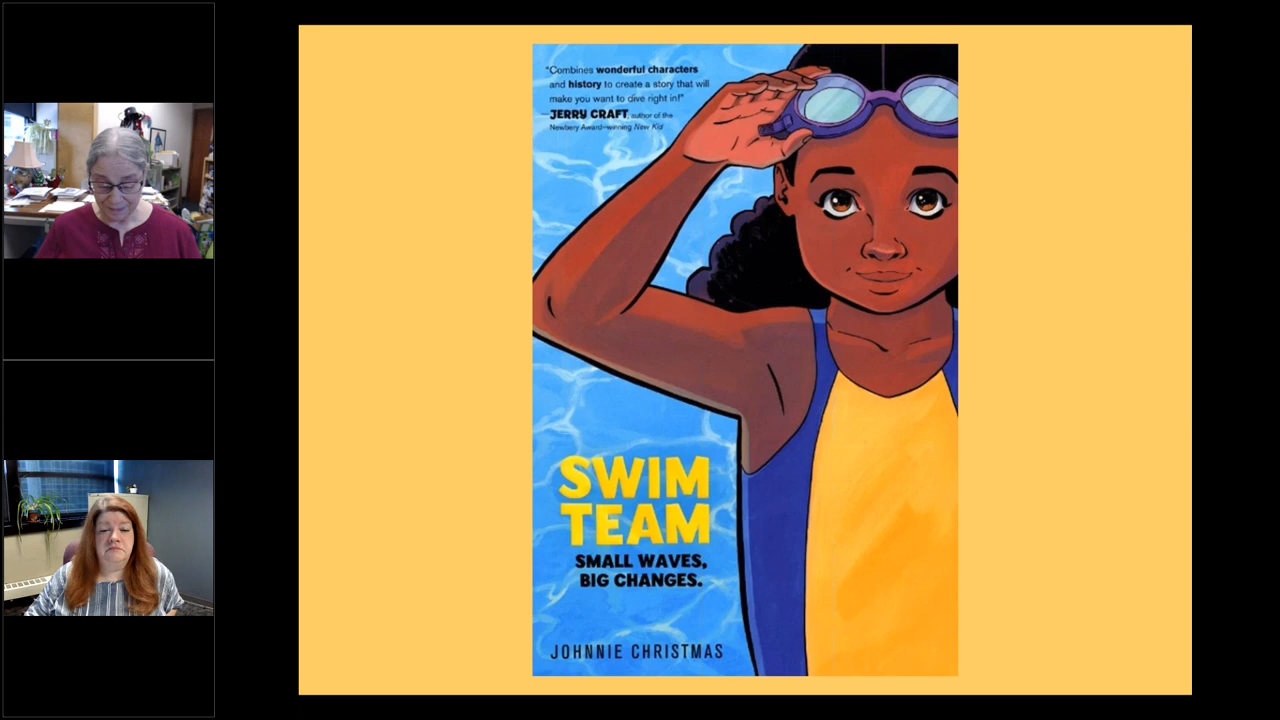 "Combines wonderful characters
and history to create a story that will
make you want to dive right in!"
—JERRY CRAFT, author of the
Newbery Award–winning New Kid
SWIM
TEAM
SMALL WAVES,
BIG CHANGES.
JOHNNIE CHRISTMAS